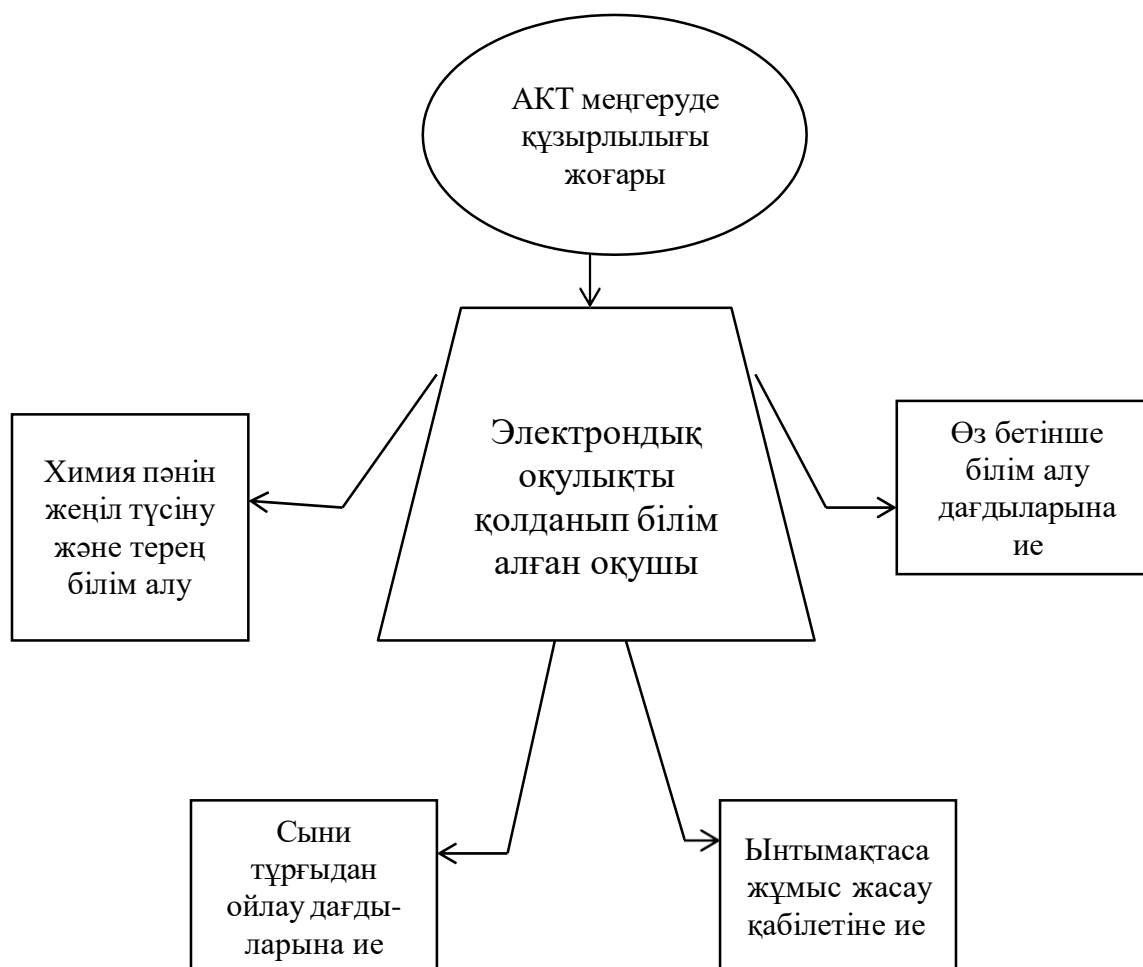 АКТ меңгеруде
құзырлылығы
жоғары
Электрондық
оқулықты
қолданып білім
алған оқушы
Химия пәнін
жеңіл түсіну
және терең
білім алу
Өз бетінше
білім алу
дағдыларына
ие
Сыни
тұрғыдан
ойлау дағды-
ларына ие
Ынтымақтаса
жұмыс жасау
қабілетіне ие